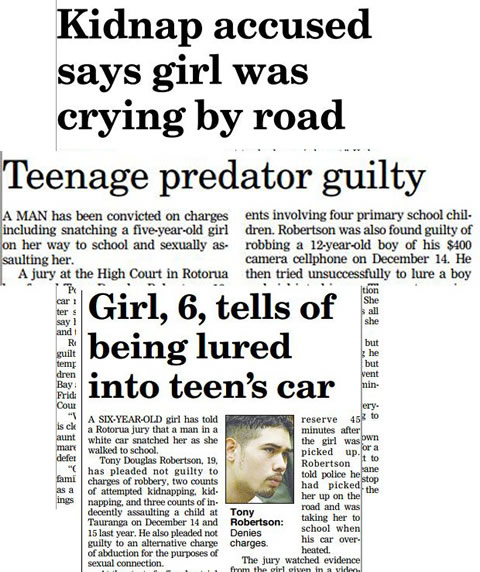 Kidnap accused
says girl was
crying by road
Teenage predator guilty
A MAN has been convicted on charges
including snatching a five-year-old girl
on her way to school and sexually as-
saulting her.
A jury at the High Court in Rotorua
ents involving four primary school chil-
dren. Robertson was also found guilty of
robbing a 12-year-old boy of his $400
camera cellphone on December 14. He
then tried unsuccessfully to lure a boy
Girl, 6, tells of
being lured
into teen's car
A SIX-YEAR-OLD girl has told
a Rotorua jury that a man in a
white car snatched her as she
walked to school.
Tony Douglas Robertson, 19,
has pleaded not guilty to
charges of robbery, two counts
of attempted kidnapping, kid-
napping, and three counts of in-
decently assaulting a child at
Tauranga on December 14 and
15 last year. He also pleaded not
guilty to an alternative charge
of abduction for the purposes of
sexual connection.
Tony
Robertson:
Denies
charges.
reserve 45
minutes after
the girl was
picked up.
Robertson
told police he
had picked
her up on the
road and was
taking her to
school when
his car over-
heated.
The jury watched evidence
from the girl given in a video-